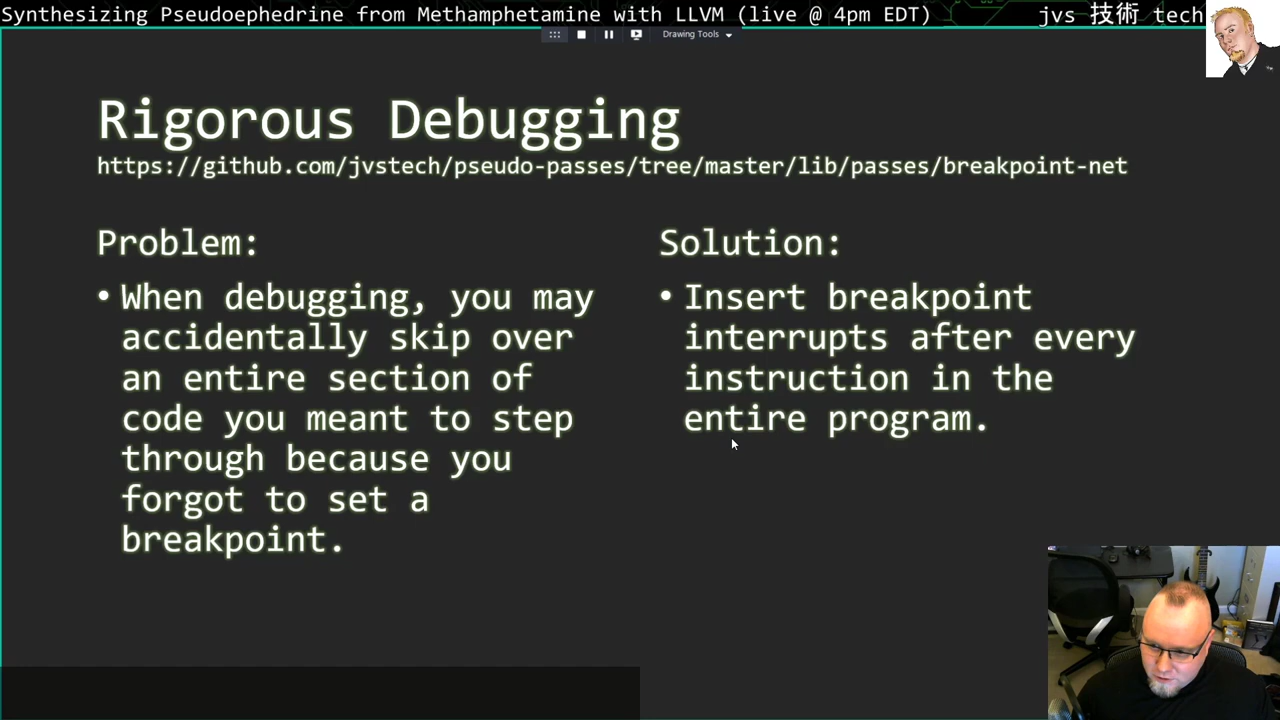 Synthesizing Pseudoephedrine from Methamphetamine with LLVM (live @ 4pm EDT)
jvs 技術 tech
Drawing Tools
Rigorous Debugging
https://github.com/jvstech/pseudo-passes/tree/master/lib/passes/breakpoint-net
Problem:
• When debugging, you may
accidentally skip over
an entire section of
code you meant to step
through because you
forgot to set a
breakpoint.
Solution:
• Insert breakpoint
interrupts after every
instruction in the
entire program.